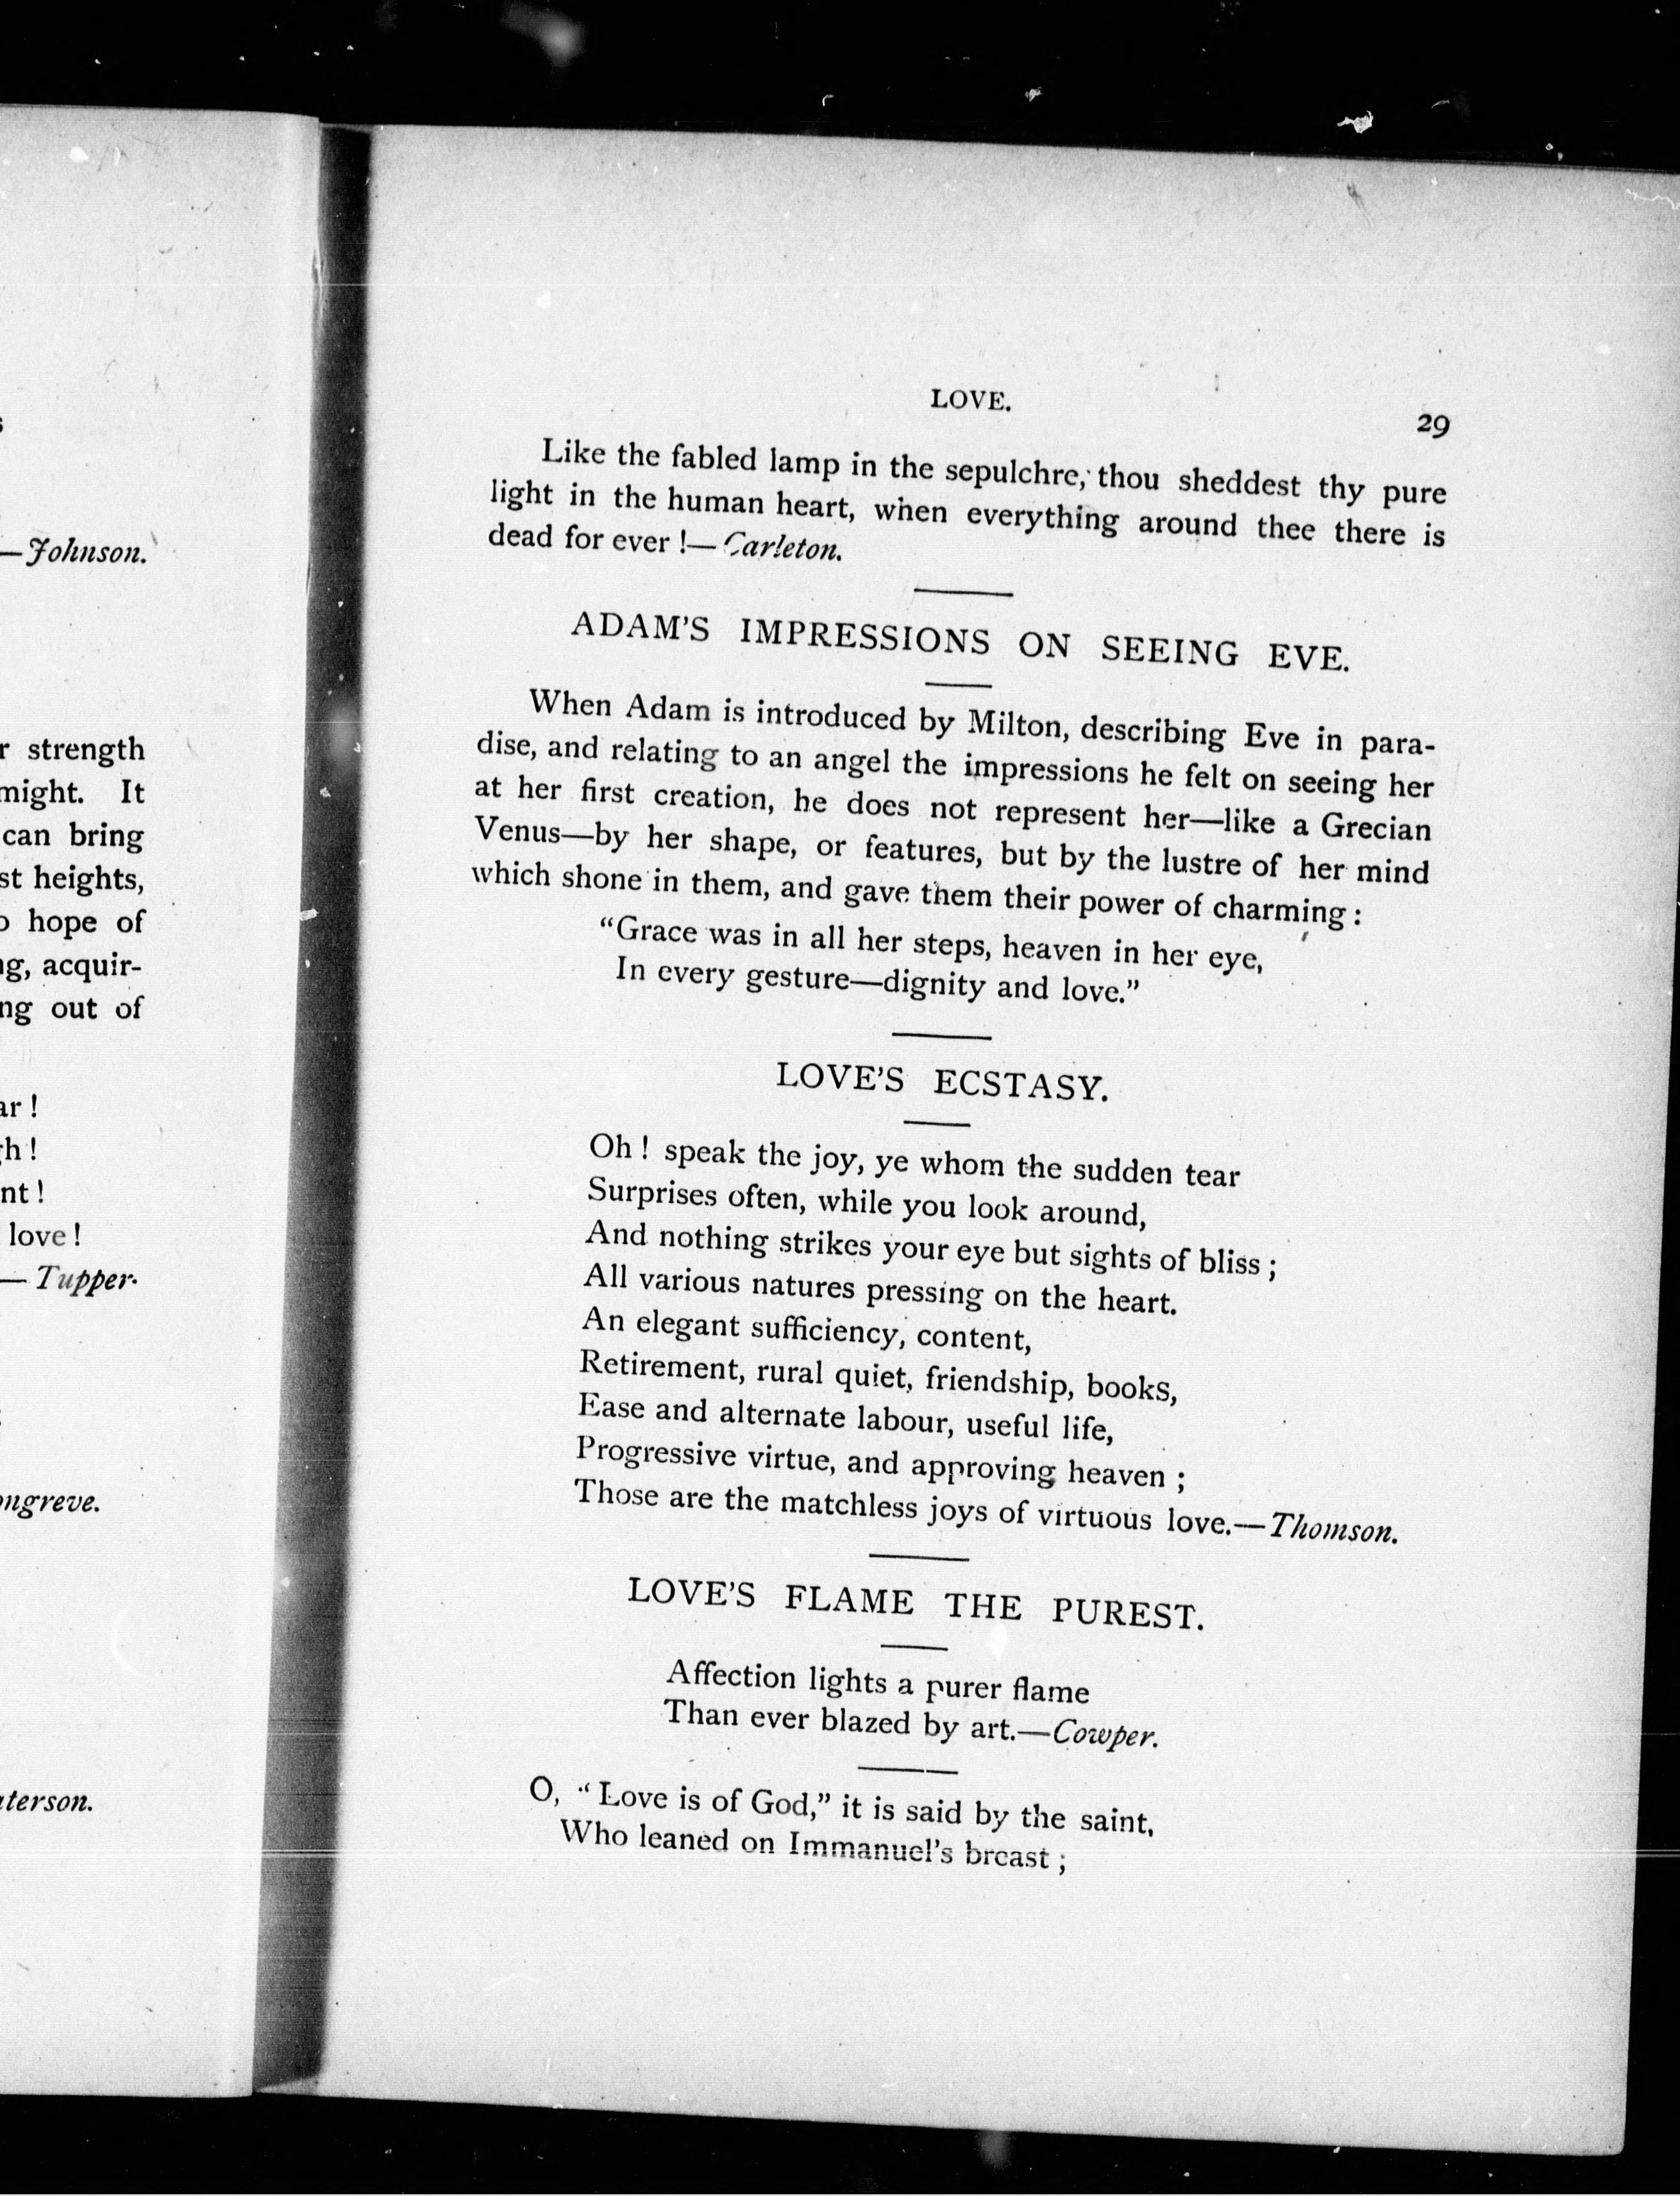 —Johnson.
strength
might. It
can bring
heights,
hope of
acquir-
out of
love!
— Tupper.
LOVE.
29
Like the fabled lamp in the sepulchre, thou sheddest thy pure
light in the human heart, when everything around thee there is
dead for ever !—Carleton.
ADAM'S IMPRESSIONS ON SEEING EVE.
When Adam is introduced by Milton, describing Eve in para-
dise, and relating to an angel the impressions he felt on seeing her
at her first creation, he does not represent her—like a Grecian
Venus—by her shape, or features, but by the lustre of her mind
which shone in them, and gave them their power of charming :
“Grace was in all her steps, heaven in her eye,
In every gesture—dignity and love.”
LOVE'S ECSTASY.
Oh ! speak the joy, ye whom the sudden tear
Surprises often, while you look around,
And nothing strikes your eye but sights of bliss ;
All various natures pressing on the heart.
An elegant sufficiency, content,
Retirement, rural quiet, friendship, books,
Ease and alternate labour, useful life,
Progressive virtue, and approving heaven ;
Those are the matchless joys of virtuous love.—Thomson.
LOVE'S FLAME THE PUREST.
Affection lights a purer flame
Than ever blazed by art.—Cowper.
O, “Love is of God,” it is said by the saint,
Who leaned on Immanuel's breast ;